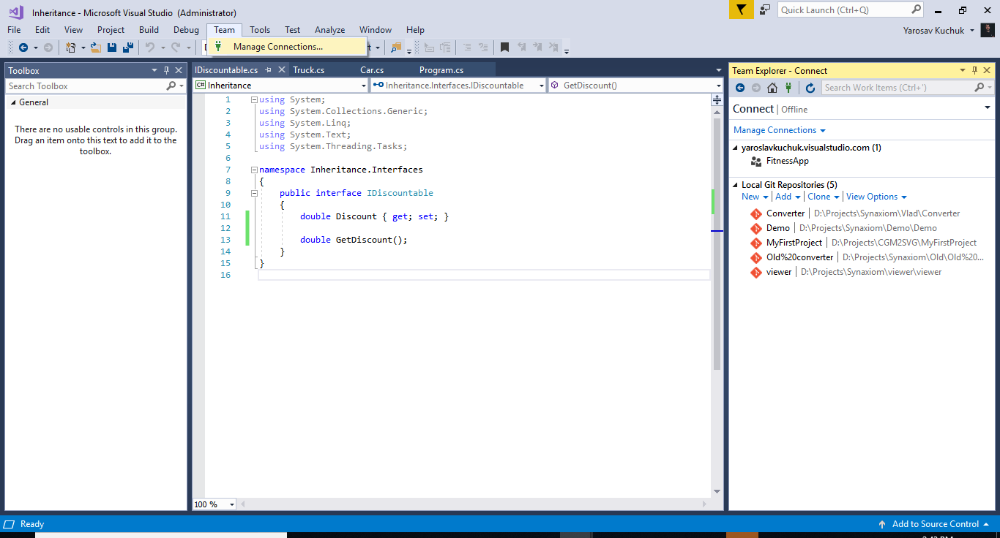 Inheritance - Microsoft Visual Studio (Administrator)
Quick Launch (Ctrl+Q)
File Edit View Project Build Debug Team Tools Test Analyze Window Help
Yarosav Kuchuk
Manage Connections...
Toolbox
Search Toolbox
General
There are no usable controls in this group.
Drag an item onto this text to add it to the
toolbox.
IDiscountable.cs Truck.cs Car.cs Program.cs
C# Inheritance Inheritance.Interfaces.IDiscountable GetDiscount()
1 using System;
2 using System.Collections.Generic;
3 using System.Linq;
4 using System.Text;
5 using System.Threading.Tasks;
6
7 namespace Inheritance.Interfaces
8 {
9 public interface IDiscountable
10 {
11 double Discount { get; set; }
12
13 double GetDiscount();
14 }
15 }
16
100 %
Team Explorer - Connect
Search Work Items (Ctrl+')
Connect | Offline
Manage Connections
yaroslavkuchuk.visualstudio.com (1)
FitnessApp
Local Git Repositories (5)
New | Add | Clone | View Options
Converter | D:\Projects\Synaxiom\Vlad\Converter
Demo | D:\Projects\Synaxiom\Demo\Demo
MyFirstProject | D:\Projects\CGM2SVG\MyFirstProject
Old%20converter | D:\Projects\Synaxiom\Old\Old%20...
viewer | D:\Projects\Synaxiom\viewer\viewer
Ready
Add to Source Control